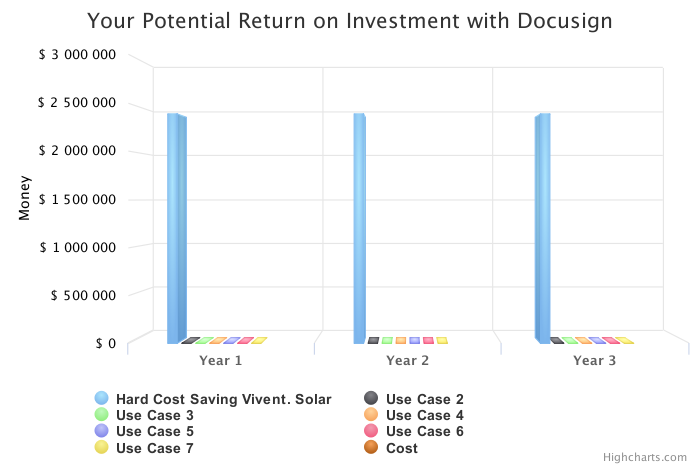 Your Potential Return on Investment with Docusign
$ 3 000 000
$ 2 500 000
$ 2 000 000
$ 1 500 000
$ 1 000 000
$ 500 000
$ 0
Money
Year 1
Year 2
Year 3
Hard Cost Saving Vivent. Solar
Use Case 2
Use Case 3
Use Case 4
Use Case 5
Use Case 6
Use Case 7
Cost
Highcharts.com